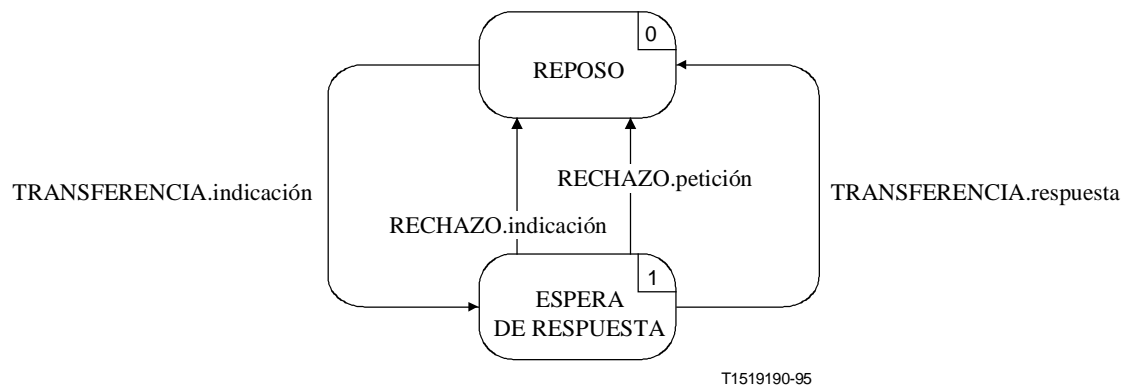 0
REPOSO
TRANSFERENCIA.indicación
RECHAZO.petición
TRANSFERENCIA.respuesta
RECHAZO.indicación
1
ESPERA
DE RESPUESTA
T1519190-95